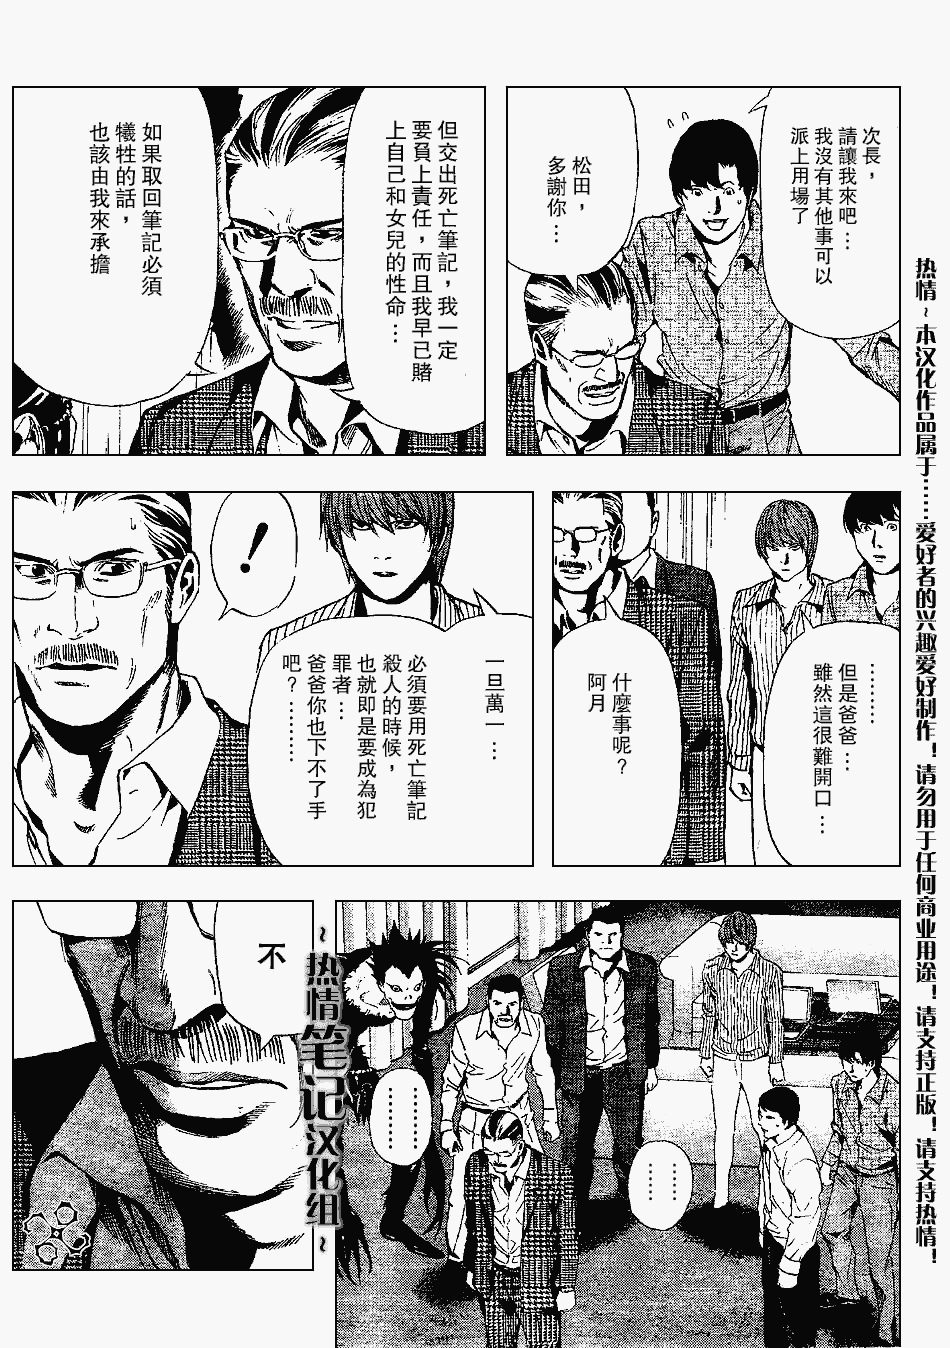 次長，
請讓我來吧…
我沒有其他事可以
派上用場了
松田，
多謝你…
但交出死亡筆記，我一定
要負上責任，而且我早已賭
上自己和女兒的性命…
如果取回筆記必須
犧牲的話，
也該由我來承擔
………
但是爸爸…
雖然這很難開口…
什麼事呢？
阿月
一旦萬一…
必須要用死亡筆記
殺人的時候，
也就即是要成為犯
罪者…
爸爸你也下不了手
吧？………
！
……
……
不
~热情笔记汉化组~
热情~本汉化作品属于……爱好者的兴趣爱好制作！请勿用于任何商业用途！请支持正版！请支持热情！